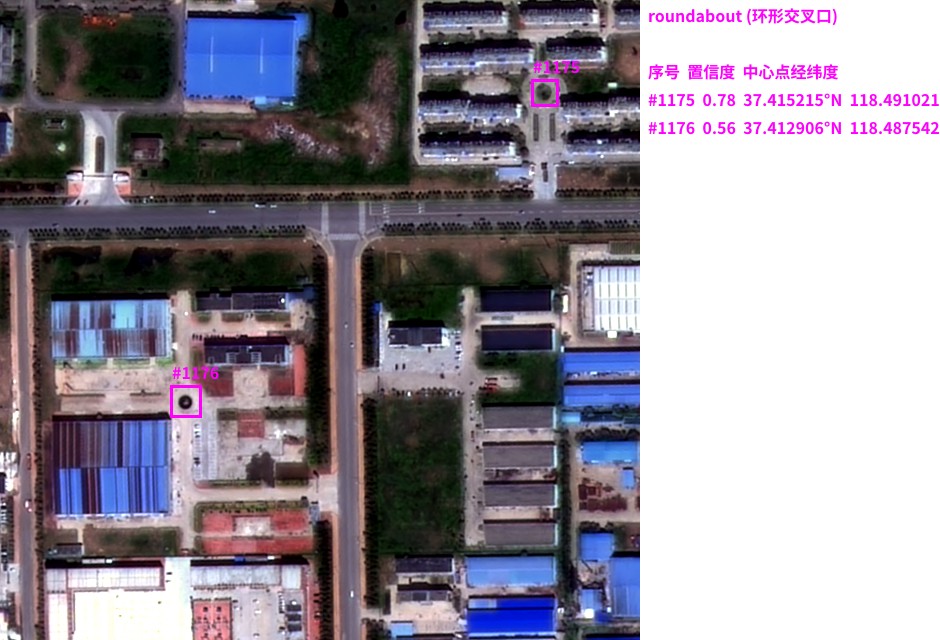 roundabout (环形交叉口)
序号 置信度 中心点经纬度
#1175 0.78 37.415215°N 118.491021
#1176 0.56 37.412906°N 118.487542
#1175
#1176